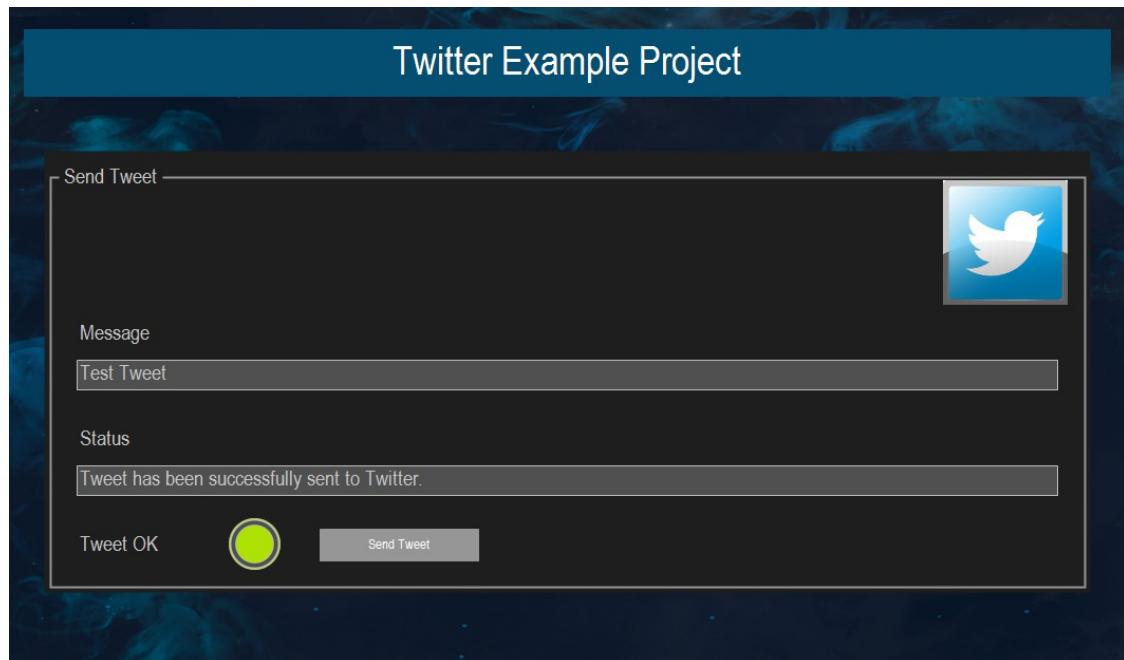 Twitter Example Project
Send Tweet
Message
Test Tweet
Status
Tweet has been successfully sent to Twitter.
Tweet OK
Send Tweet